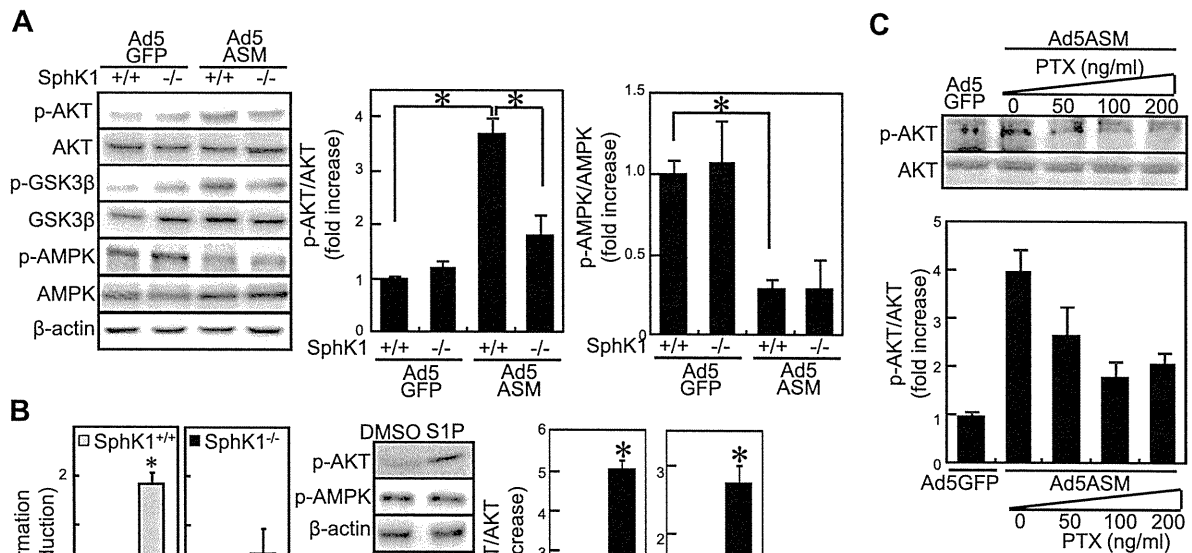 A
Ad5 GFP
Ad5 ASM
SphK1 +/+ -/- +/+ -/-
p-AKT
AKT
p-GSK3β
GSK3β
p-AMPK
AMPK
β-actin
p-AKT/AKT
(fold increase)
4
3
2
1
0
*
*
SphK1 +/+ -/- +/+ -/-
Ad5 GFP
Ad5 ASM
p-AMPK/AMPK
(fold increase)
1.5
1.0
0.5
0
*
SphK1 +/+ -/- +/+ -/-
Ad5 GFP
Ad5 ASM
B
SphK1+/+
SphK1-/-
2
*
DMSO S1P
p-AKT
p-AMPK
β-actin
6
5
4
3
*
3
2
*
C
Ad5ASM
PTX (ng/ml)
Ad5 GFP
0 50 100 200
p-AKT
AKT
p-AKT/AKT
(fold increase)
5
4
3
2
1
0
Ad5GFP
Ad5ASM
0 50 100 200
PTX (ng/ml)